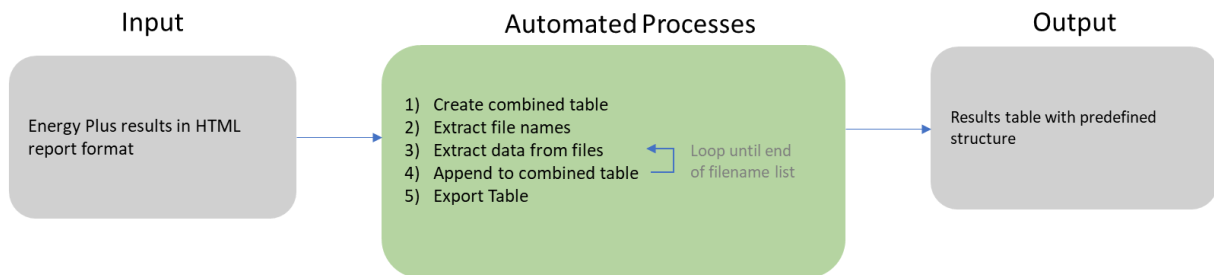 Input
Automated Processes
Output
Energy Plus results in HTML
report format
1) Create combined table
2) Extract file names
3) Extract data from files
4) Append to combined table
5) Export Table
Loop until end
of filename list
Results table with predefined
structure